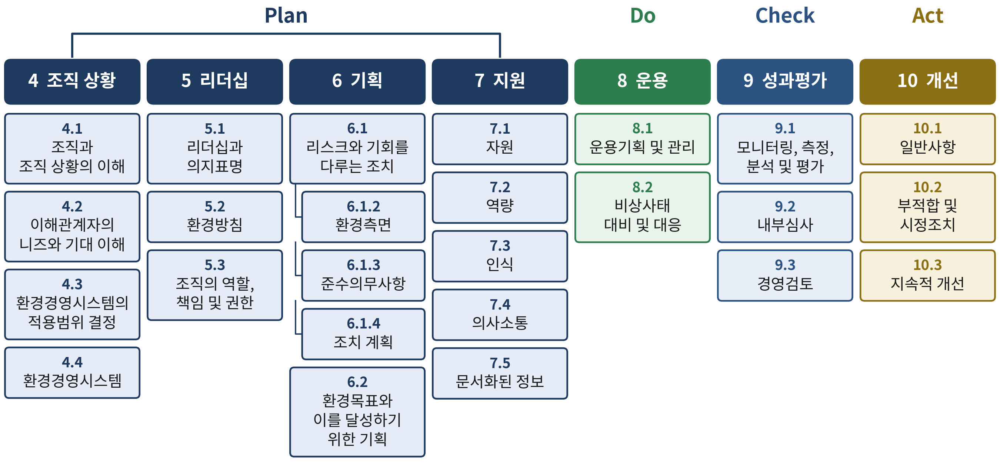 Plan
Do
Check
Act
4 조직 상황
5 리더십
6 기획
7 지원
8 운용
9 성과평가
10 개선
4.1
조직과
조직 상황의 이해
4.2
이해관계자의
니즈와 기대 이해
4.3
환경경영시스템의
적용범위 결정
4.4
환경경영시스템
5.1
리더십과
의지표명
5.2
환경방침
5.3
조직의 역할,
책임 및 권한
6.1
리스크와 기회를
다루는 조치
6.1.2
환경측면
6.1.3
준수의무사항
6.1.4
조치 계획
6.2
환경목표와
이를 달성하기
위한 기획
7.1
자원
7.2
역량
7.3
인식
7.4
의사소통
7.5
문서화된 정보
8.1
운용기획 및 관리
8.2
비상사태
대비 및 대응
9.1
모니터링, 측정,
분석 및 평가
9.2
내부심사
9.3
경영검토
10.1
일반사항
10.2
부적합 및
시정조치
10.3
지속적 개선